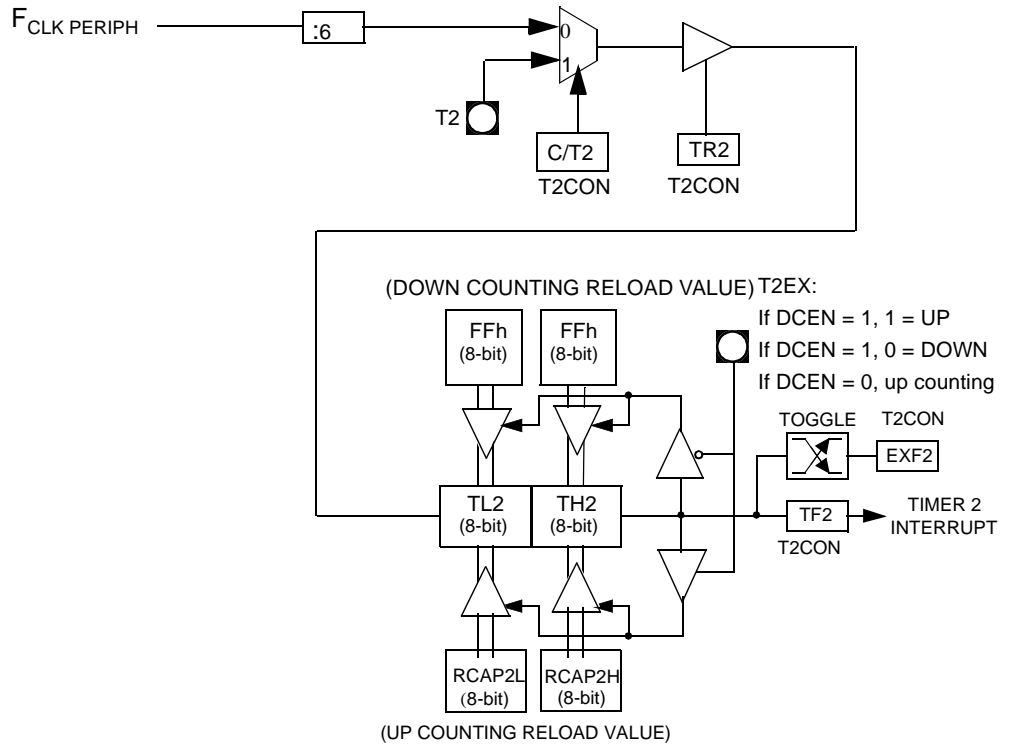 FCLK PERIPH
:6
0
1
T2
C/T2
TR2
T2CON
T2CON
(DOWN COUNTING RELOAD VALUE)
T2EX:
If DCEN = 1, 1 = UP
If DCEN = 1, 0 = DOWN
If DCEN = 0, up counting
FFh
(8-bit)
FFh
(8-bit)
TOGGLE
T2CON
EXF2
TL2
(8-bit)
TH2
(8-bit)
TF2
T2CON
TIMER 2
INTERRUPT
RCAP2L
(8-bit)
RCAP2H
(8-bit)
(UP COUNTING RELOAD VALUE)